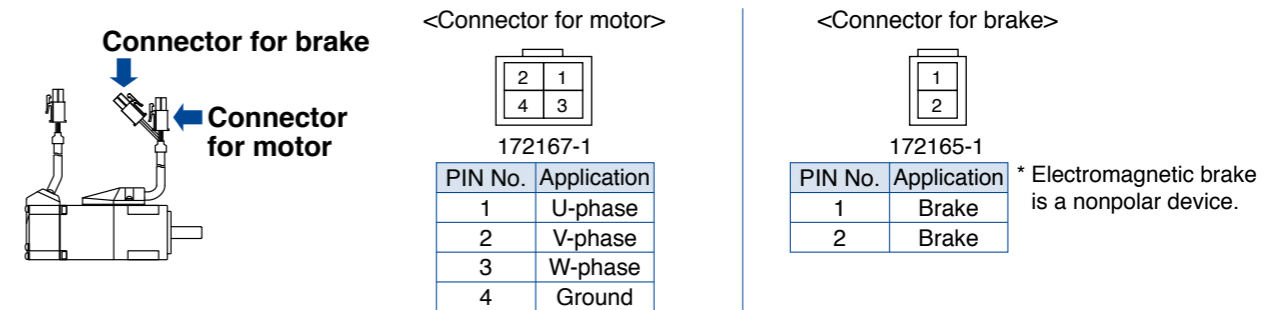 Connector for brake
Connector
for motor
<Connector for motor>
2 1
4 3
172167-1
PIN No. Application
1 U-phase
2 V-phase
3 W-phase
4 Ground
<Connector for brake>
1
2
172165-1
PIN No. Application
1 Brake
2 Brake
* Electromagnetic brake
is a nonpolar device.